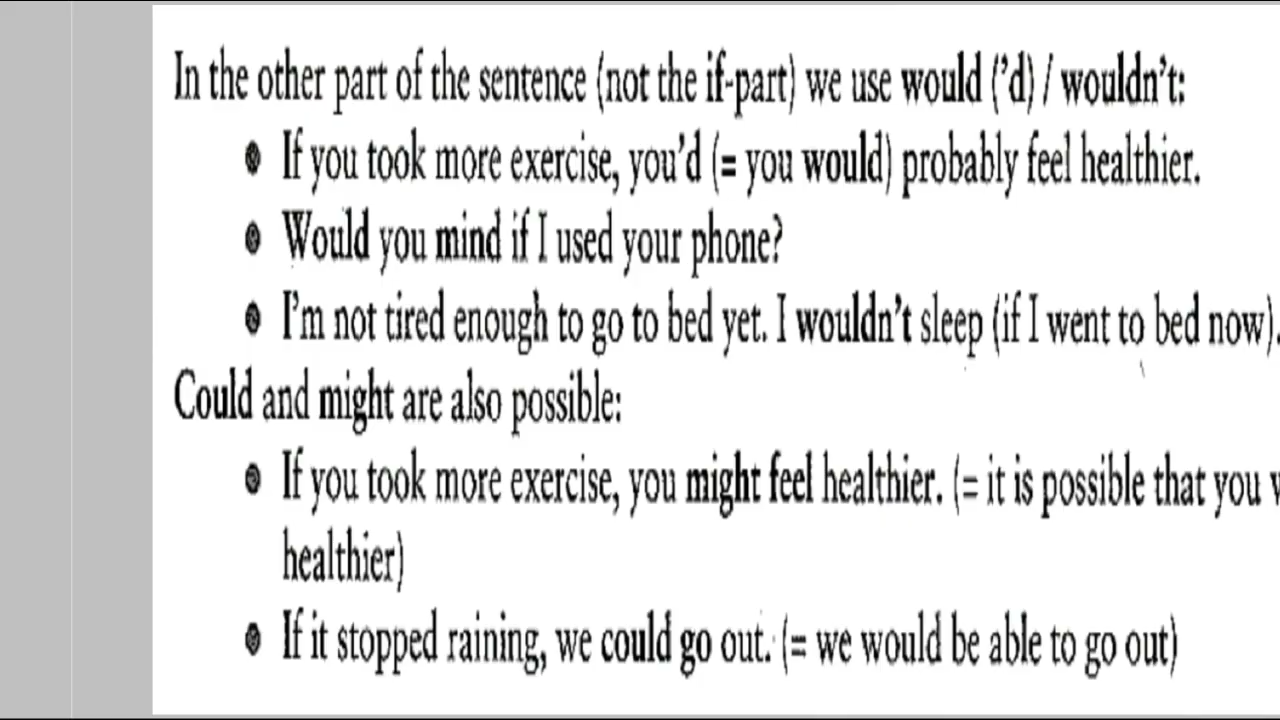 In the other part of the sentence (not the if-part) we use would ('d) / wouldn't:
If you took more exercise, you'd (= you would) probably feel healthier.
Would you mind if I used your phone?
I'm not tired enough to go to bed yet. I wouldn't sleep (if I went to bed now).
Could and might are also possible:
If you took more exercise, you might feel healthier. (= it is possible that you
healthier)
If it stopped raining, we could go out. (= we would be able to go out)